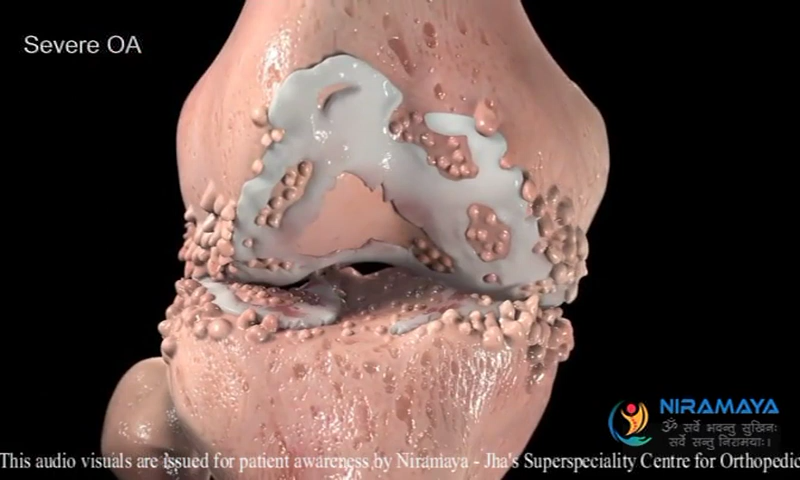 Severe OA
NIRAMAYA
ॐ सर्वे भवन्तु सुखिनः
सर्वे सन्तु निरामयाः।
This audio visuals are issued for patient awareness by Niramaya - Jha's Superspeciality Centre for Orthopedic